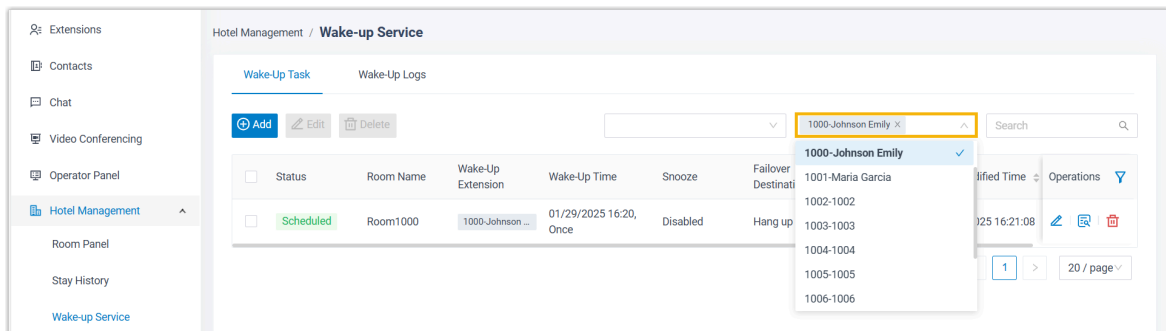 Extensions
Contacts
Chat
Video Conferencing
Operator Panel
Hotel Management
Room Panel
Stay History
Wake-up Service
Hotel Management / Wake-up Service
Wake-Up Task Wake-Up Logs
Add Edit Delete
1000-Johnson Emily ×
Search
1000-Johnson Emily
1001-Maria Garcia
1002-1002
1003-1003
1004-1004
1005-1005
1006-1006
Status
Room Name
Wake-Up
Extension
Wake-Up Time
Snooze
Failover
Destinati
dified Time
Operations
Scheduled
Room1000
1000-Johnson ...
01/29/2025 16:20,
Once
Disabled
Hang up
025 16:21:08
1 > 20 / page